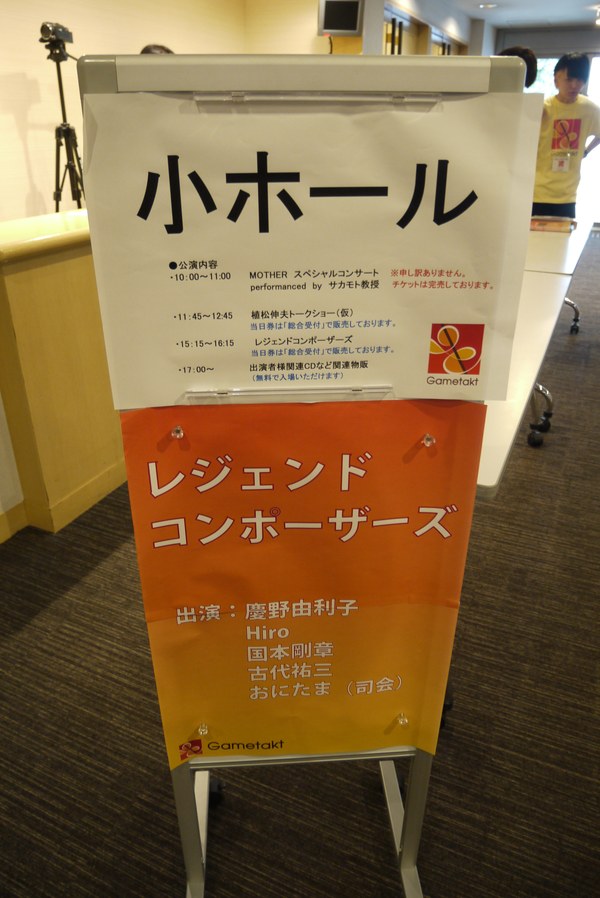 小ホール
●公演内容
・10:00～11:00 MOTHER スペシャルコンサート ※申し訳ありません。
performanced by サカモト教授 チケットは完売しております。
・11:45～12:45 植松伸夫トークショー（仮）
当日券は「総合受付」で販売しております。
・15:15～16:15 レジェンドコンポーザーズ
当日券は「総合受付」で販売しております。
・17:00～ 出演者様関連CDなど関連物販
（無料で入場いただけます）
Gametakt
レジェンド
コンポーザーズ
出演：慶野由利子
Hiro
国本剛章
古代祐三
おにたま（司会）
Gametakt